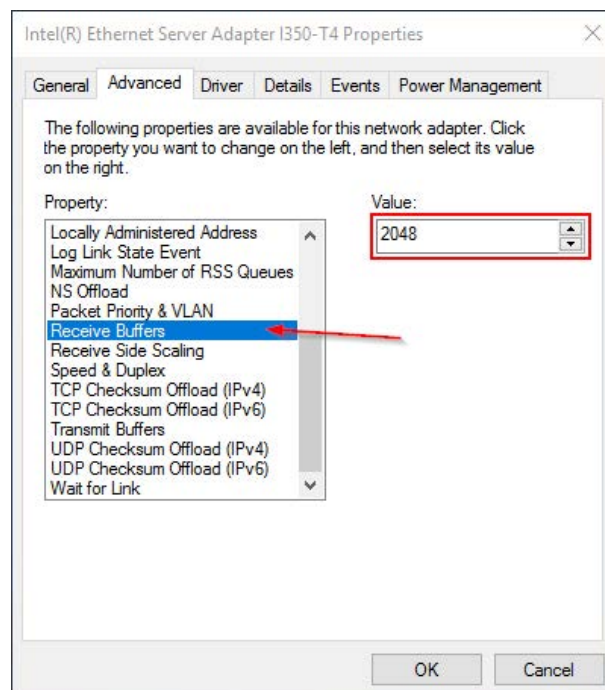 Intel(R) Ethernet Server Adapter I350-T4 Properties
General Advanced Driver Details Events Power Management
The following properties are available for this network adapter. Click
the property you want to change on the left, and then select its value
on the right.
Property:
Value:
Locally Administered Address
Log Link State Event
Maximum Number of RSS Queues
NS Offload
Packet Priority & VLAN
Receive Buffers
Receive Side Scaling
Speed & Duplex
TCP Checksum Offload (IPv4)
TCP Checksum Offload (IPv6)
Transmit Buffers
UDP Checksum Offload (IPv4)
UDP Checksum Offload (IPv6)
Wait for Link
2048
OK Cancel